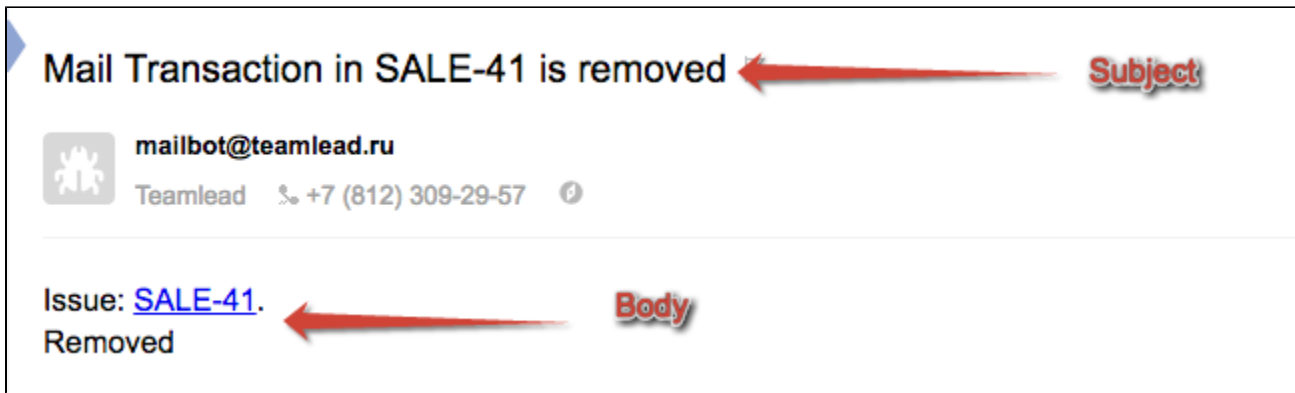 Mail Transaction in SALE-41 is removed
Subject
mailbot@teamlead.ru
Teamlead +7 (812) 309-29-57
Issue: SALE-41.
Body
Removed